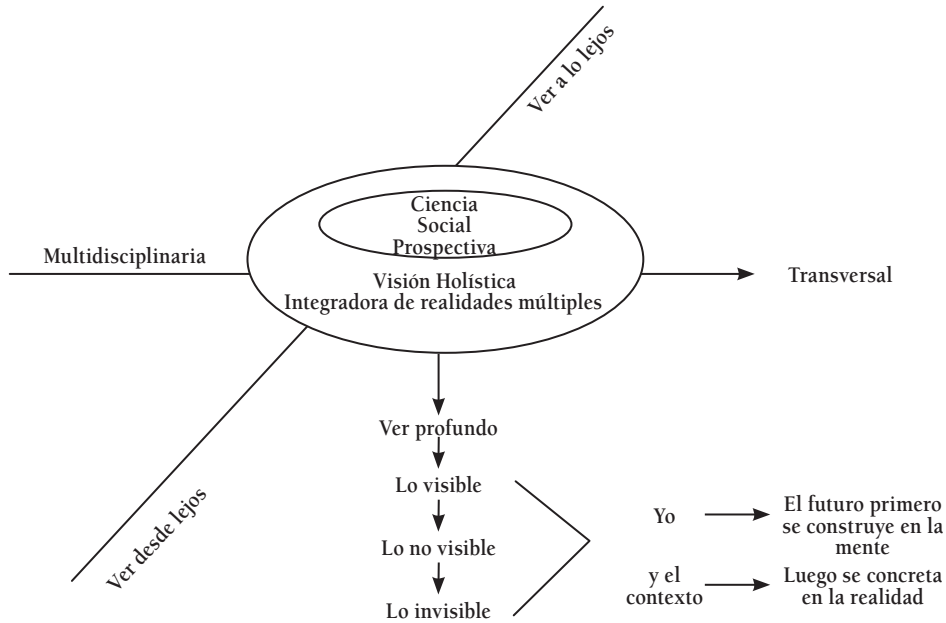 Ver a lo lejos
Ciencia
Social
Prospectiva
Multidisciplinaria
Visión Holística
Integradora de realidades múltiples
Transversal
Ver profundo
Ver desde lejos
Lo visible
Lo no visible
Lo invisible
Yo
El futuro primero
se construye en la
mente
y el
contexto
Luego se concreta
en la realidad